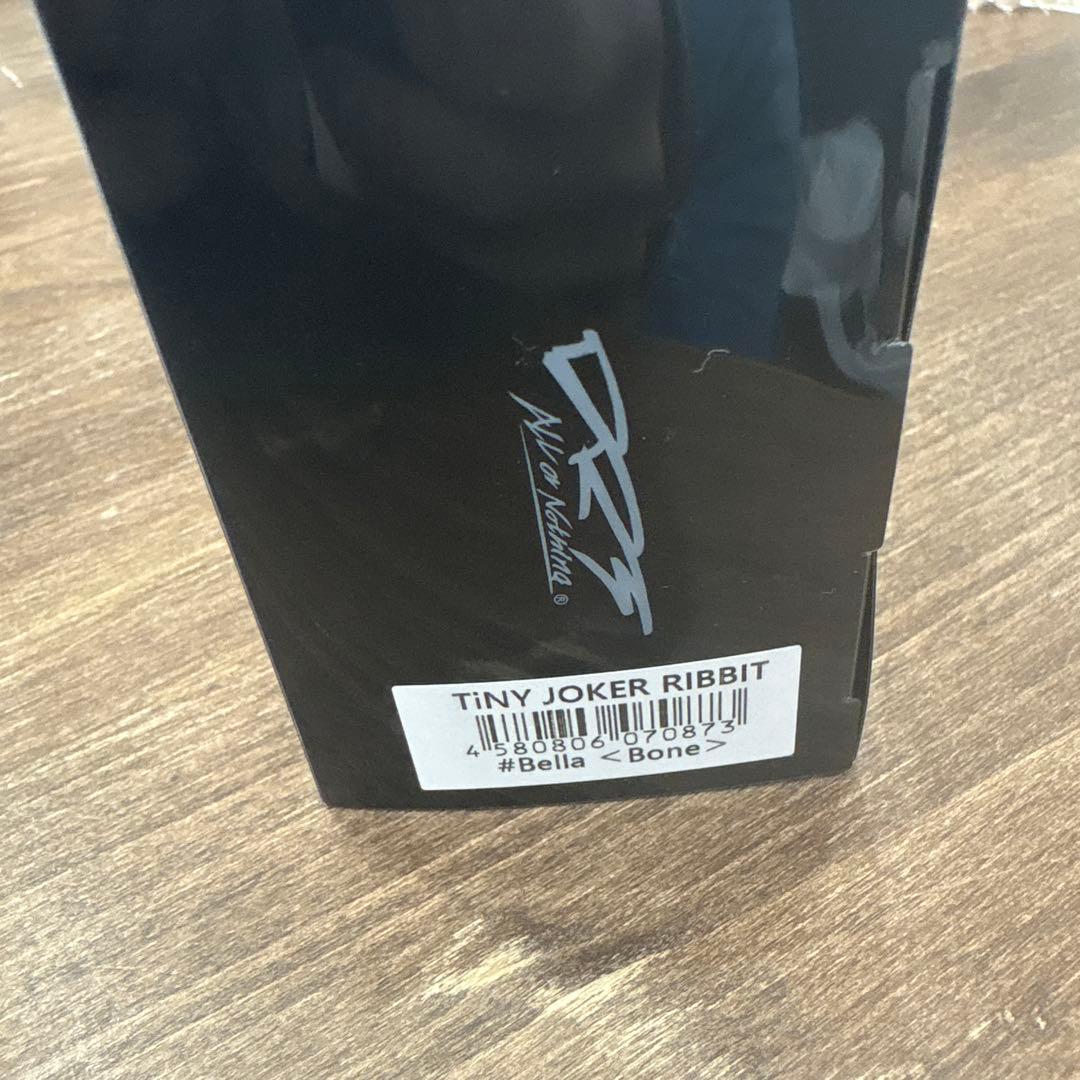 DRT
All or Nothing®
TiNY JOKER RIBBIT
4 580806 070873
#Bella <Bone>